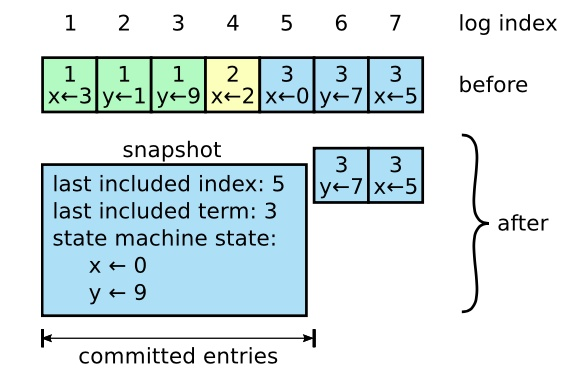 1 2 3 4 5 6 7 log index
1 1 1 2 3 3 3
x←3 y←1 y←9 x←2 x←0 y←7 x←5
before
snapshot
3 3
y←7 x←5
last included index: 5
last included term: 3
state machine state:
x ← 0
y ← 9
after
committed entries